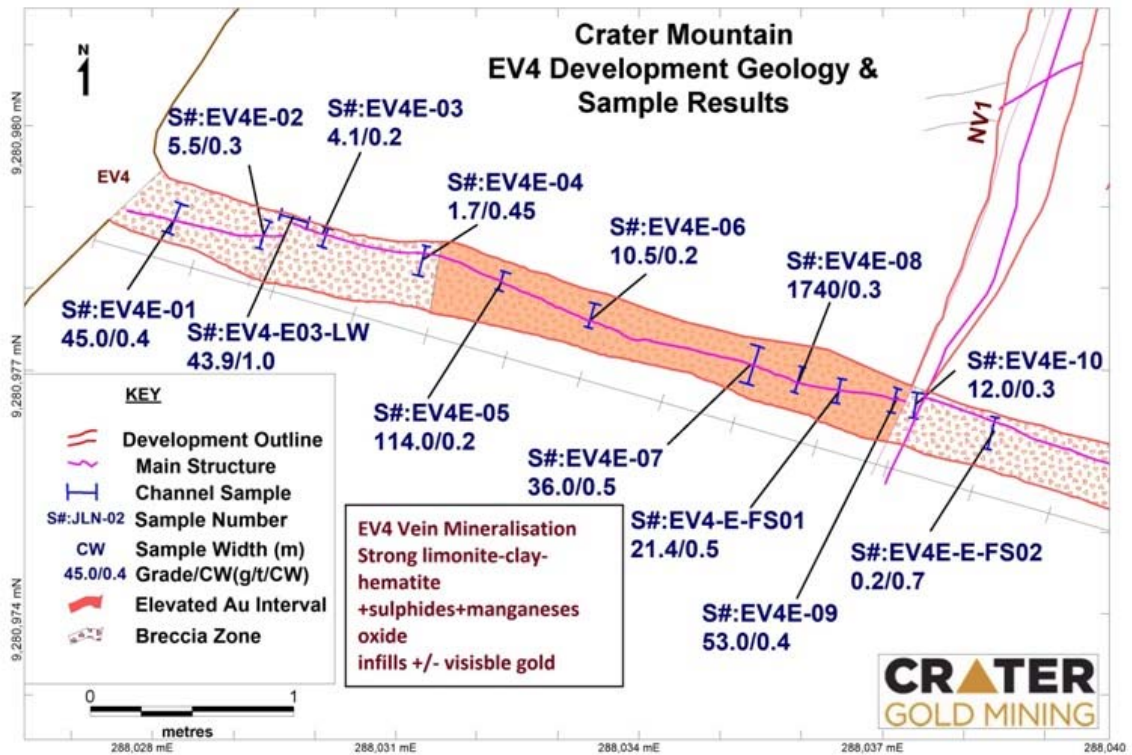 Crater Mountain
EV4 Development Geology &
Sample Results
N
S#:EV4E-02
5.5/0.3
S#:EV4E-03
4.1/0.2
S#:EV4E-04
1.7/0.45
S#:EV4E-06
10.5/0.2
S#:EV4E-08
1740/0.3
NV1
EV4
S#:EV4E-01
45.0/0.4
S#:EV4-E03-LW
43.9/1.0
S#:EV4E-05
114.0/0.2
S#:EV4E-07
36.0/0.5
S#:EV4-E-FS01
21.4/0.5
S#:EV4E-09
53.0/0.4
S#:EV4E-E-FS02
0.2/0.7
S#:EV4E-10
12.0/0.3
KEY
Development Outline
Main Structure
Channel Sample
S#:JLN-02 Sample Number
CW Sample Width (m)
45.0/0.4 Grade/CW(g/t/CW)
Elevated Au Interval
Breccia Zone
0 1
metres
EV4 Vein Mineralisation
Strong limonite-clay-
hematite
+sulphides+manganeses
oxide
infills +/- visisble gold
CRATER
GOLD MINING
9,280,980 mN
9,280,977 mN
9,280,974 mN
288,028 mE
288,031 mE
288,034 mE
288,037 mE
288,040